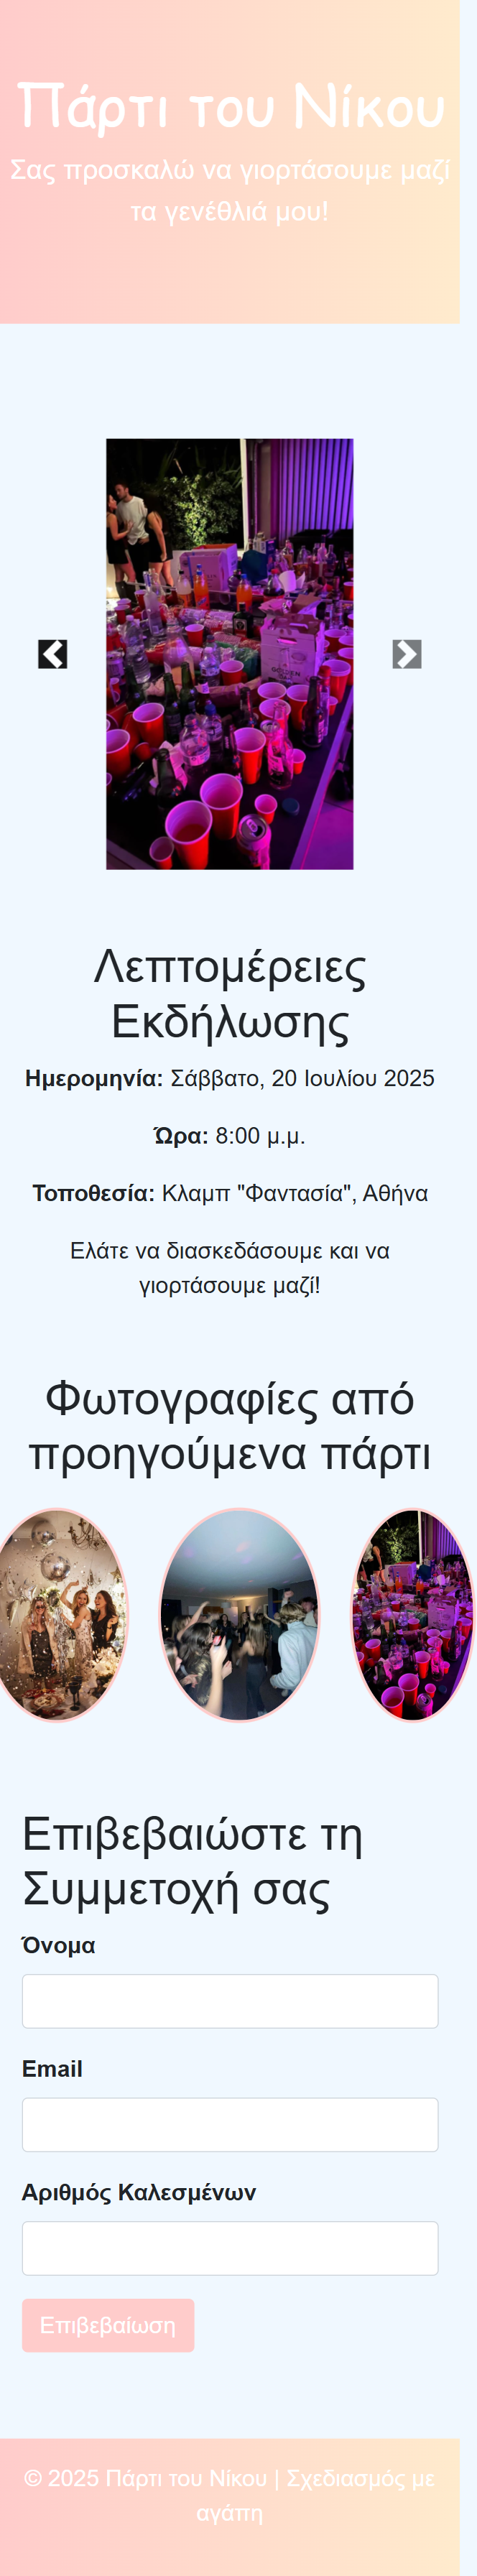 Πάρτι του Νίκου
Σας προσκαλώ να γιορτάσουμε μαζί
τα γενέθλιά μου!
Λεπτομέρειες
Εκδήλωσης
Ημερομηνία: Σάββατο, 20 Ιουλίου 2025
Ώρα: 8:00 μ.μ.
Τοποθεσία: Κλαμπ "Φαντασία", Αθήνα
Ελάτε να διασκεδάσουμε και να
γιορτάσουμε μαζί!
Φωτογραφίες από
προηγούμενα πάρτι
Επιβεβαιώστε τη
Συμμετοχή σας
Όνομα
Email
Αριθμός Καλεσμένων
Επιβεβαίωση
© 2025 Πάρτι του Νίκου | Σχεδιασμός με
αγάπη